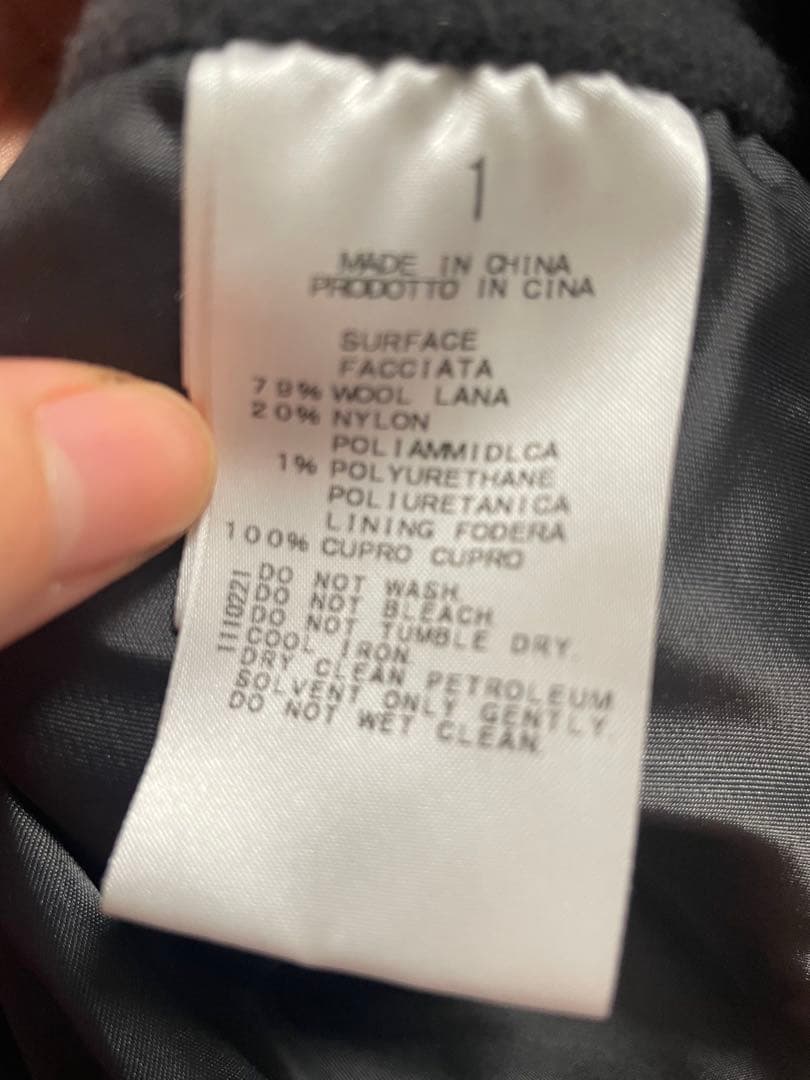 1
MADE IN CHINA
PRODOTTO IN CINA
SURFACE
FACCIATA
79% WOOL LANA
20% NYLON
POLIAMMIDLCA
1% POLYURETHANE
POLIURETANICA
LINING FODERA
100% CUPRO CUPRO
DO NOT WASH.
DO NOT BLEACH.
DO NOT TUMBLE DRY.
COOL IRON.
DRY CLEAN PETROLEUM
SOLVENT ONLY GENTLY.
DO NOT WET CLEAN.
1110221